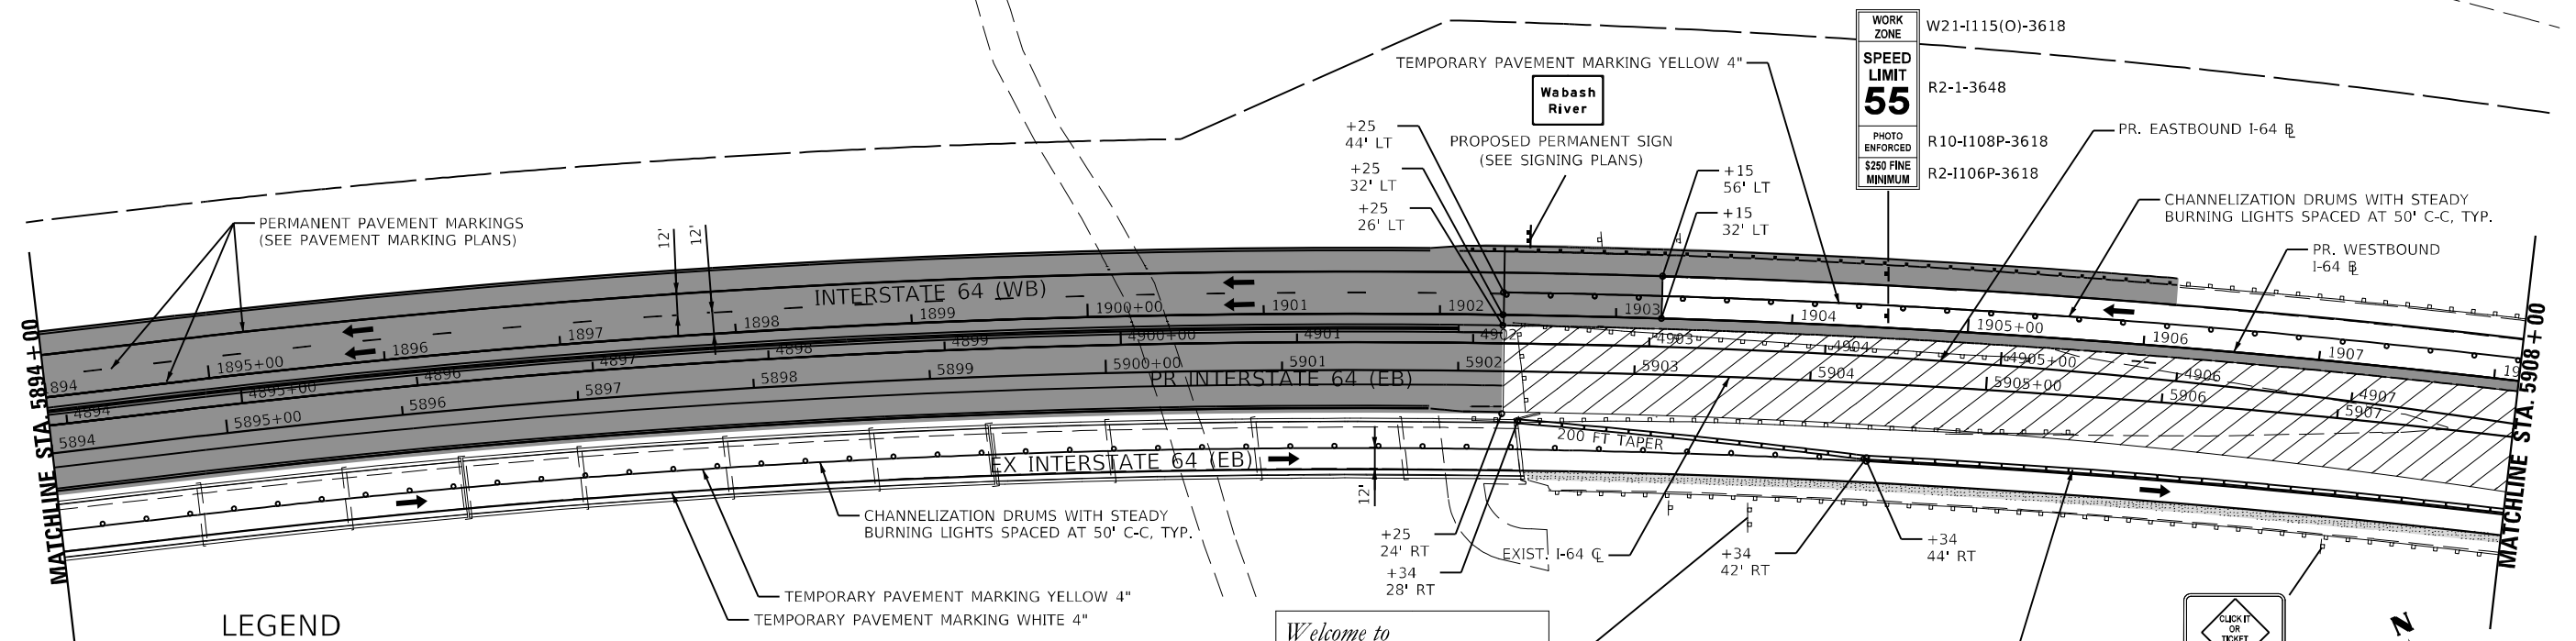 WORK
ZONE
W21-I115(O)-3618
SPEED
LIMIT
55
R2-1-3648
PHOTO
ENFORCED
R10-I108P-3618
$250 FINE
MINIMUM
R2-I106P-3618
TEMPORARY PAVEMENT MARKING YELLOW 4"
Wabash
River
PROPOSED PERMANENT SIGN
(SEE SIGNING PLANS)
+25
44' LT
+25
32' LT
+25
26' LT
+15
56' LT
+15
32' LT
PR. EASTBOUND I-64 ℄
CHANNELIZATION DRUMS WITH STEADY
BURNING LIGHTS SPACED AT 50' C-C, TYP.
PR. WESTBOUND
I-64 ℄
PERMANENT PAVEMENT MARKINGS
(SEE PAVEMENT MARKING PLANS)
12'
12'
INTERSTATE 64 (WB)
894
1895+00
1896
1897
1898
1899
1900+00
1901
1902
1903
1904
1905+00
1906
1907
19
4894
4895+00
4896
4897
4898
4899
4900+00
4901
4902
4903
4904
4905+00
4906
4907
PR INTERSTATE 64 (EB)
5894
5895+00
5896
5897
5898
5899
5900+00
5901
5902
5903
5904
5905+00
5906
5907
MATCHLINE STA. 5894+00
MATCHLINE STA. 5908+00
EX INTERSTATE 64 (EB)
12'
200 FT TAPER
CHANNELIZATION DRUMS WITH STEADY
BURNING LIGHTS SPACED AT 50' C-C, TYP.
TEMPORARY PAVEMENT MARKING YELLOW 4"
TEMPORARY PAVEMENT MARKING WHITE 4"
+25
24' RT
+34
28' RT
EXIST. I-64 ℄
+34
42' RT
+34
44' RT
LEGEND
Welcome to
CLICK IT
OR
TICKET
N